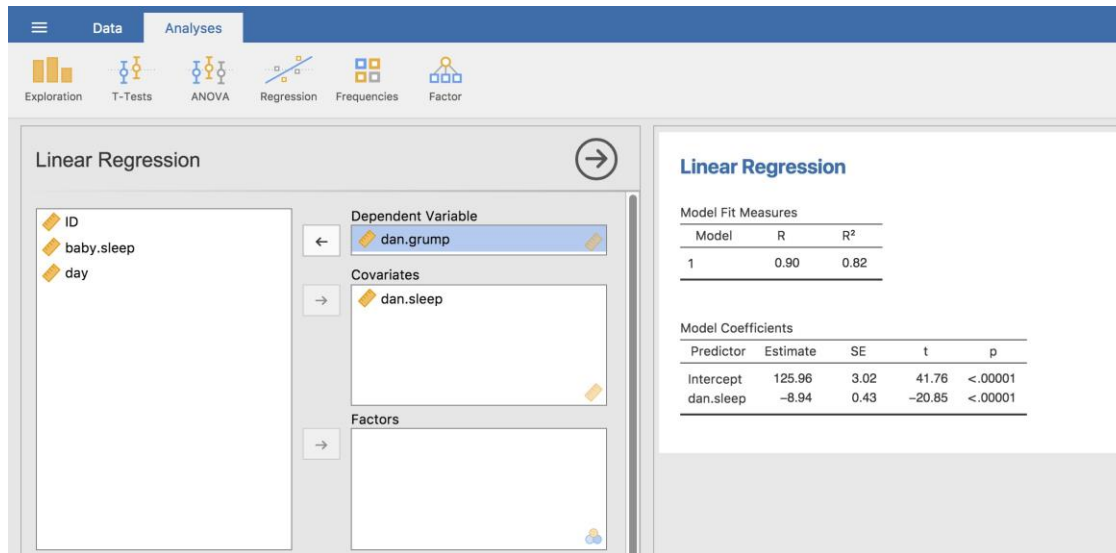 Data Analyses
Exploration T-Tests ANOVA Regression Frequencies Factor
Linear Regression
ID
baby.sleep
day
Dependent Variable
dan.grump
Covariates
dan.sleep
Factors
Linear Regression
Model Fit Measures
Model R R²
1 0.90 0.82
Model Coefficients
Predictor Estimate SE t p
Intercept 125.96 3.02 41.76 <.00001
dan.sleep −8.94 0.43 −20.85 <.00001